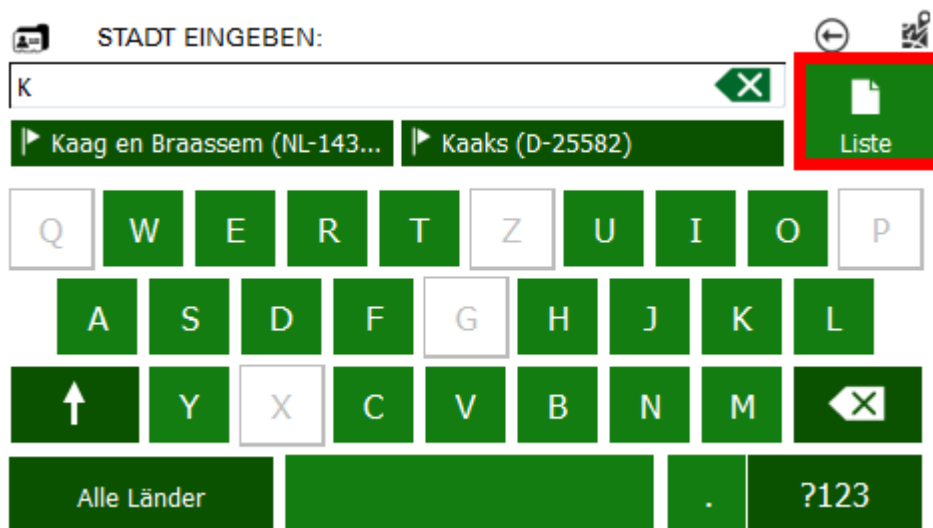 STADT EINGEBEN:
K
Kaag en Braassem (NL-143... Kaaks (D-25582)
Liste
Q W E R T Z U I O P
A S D F G H J K L
Y X C V B N M
Alle Länder . ?123